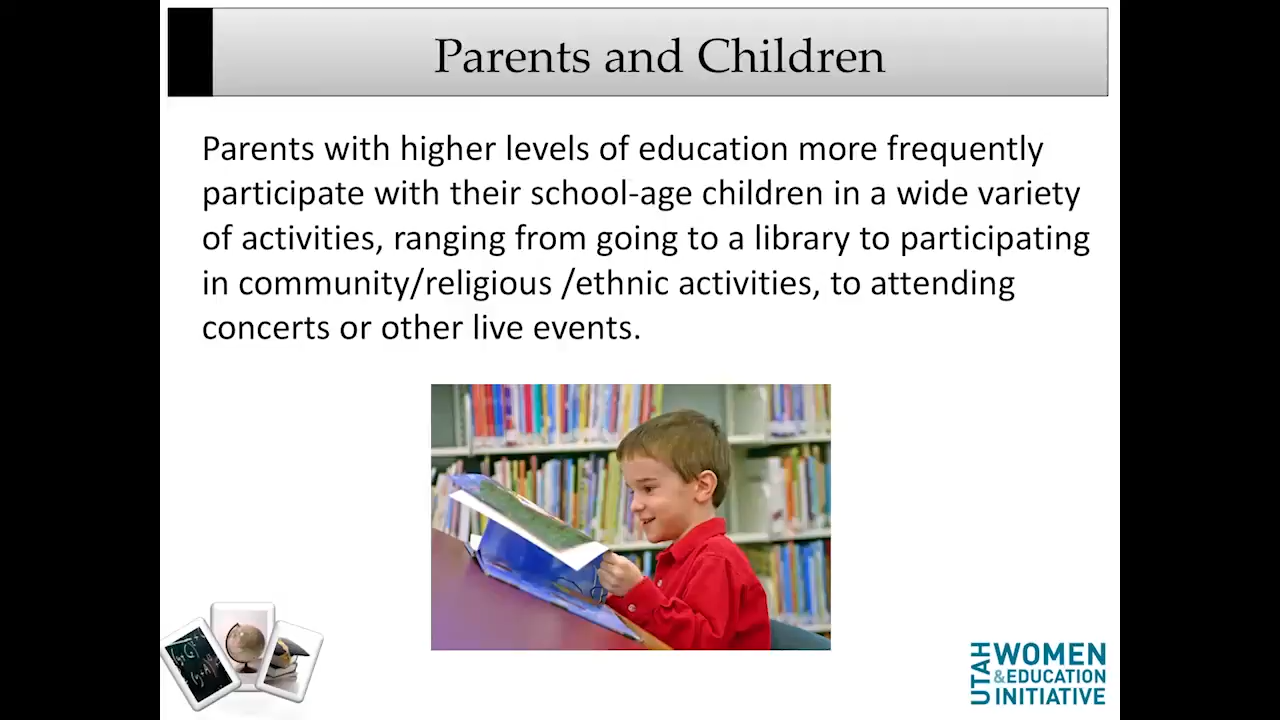 Parents and Children
Parents with higher levels of education more frequently
participate with their school-age children in a wide variety
of activities, ranging from going to a library to participating
in community/religious /ethnic activities, to attending
concerts or other live events.
UTAH
WOMEN
&EDUCATION
INITIATIVE